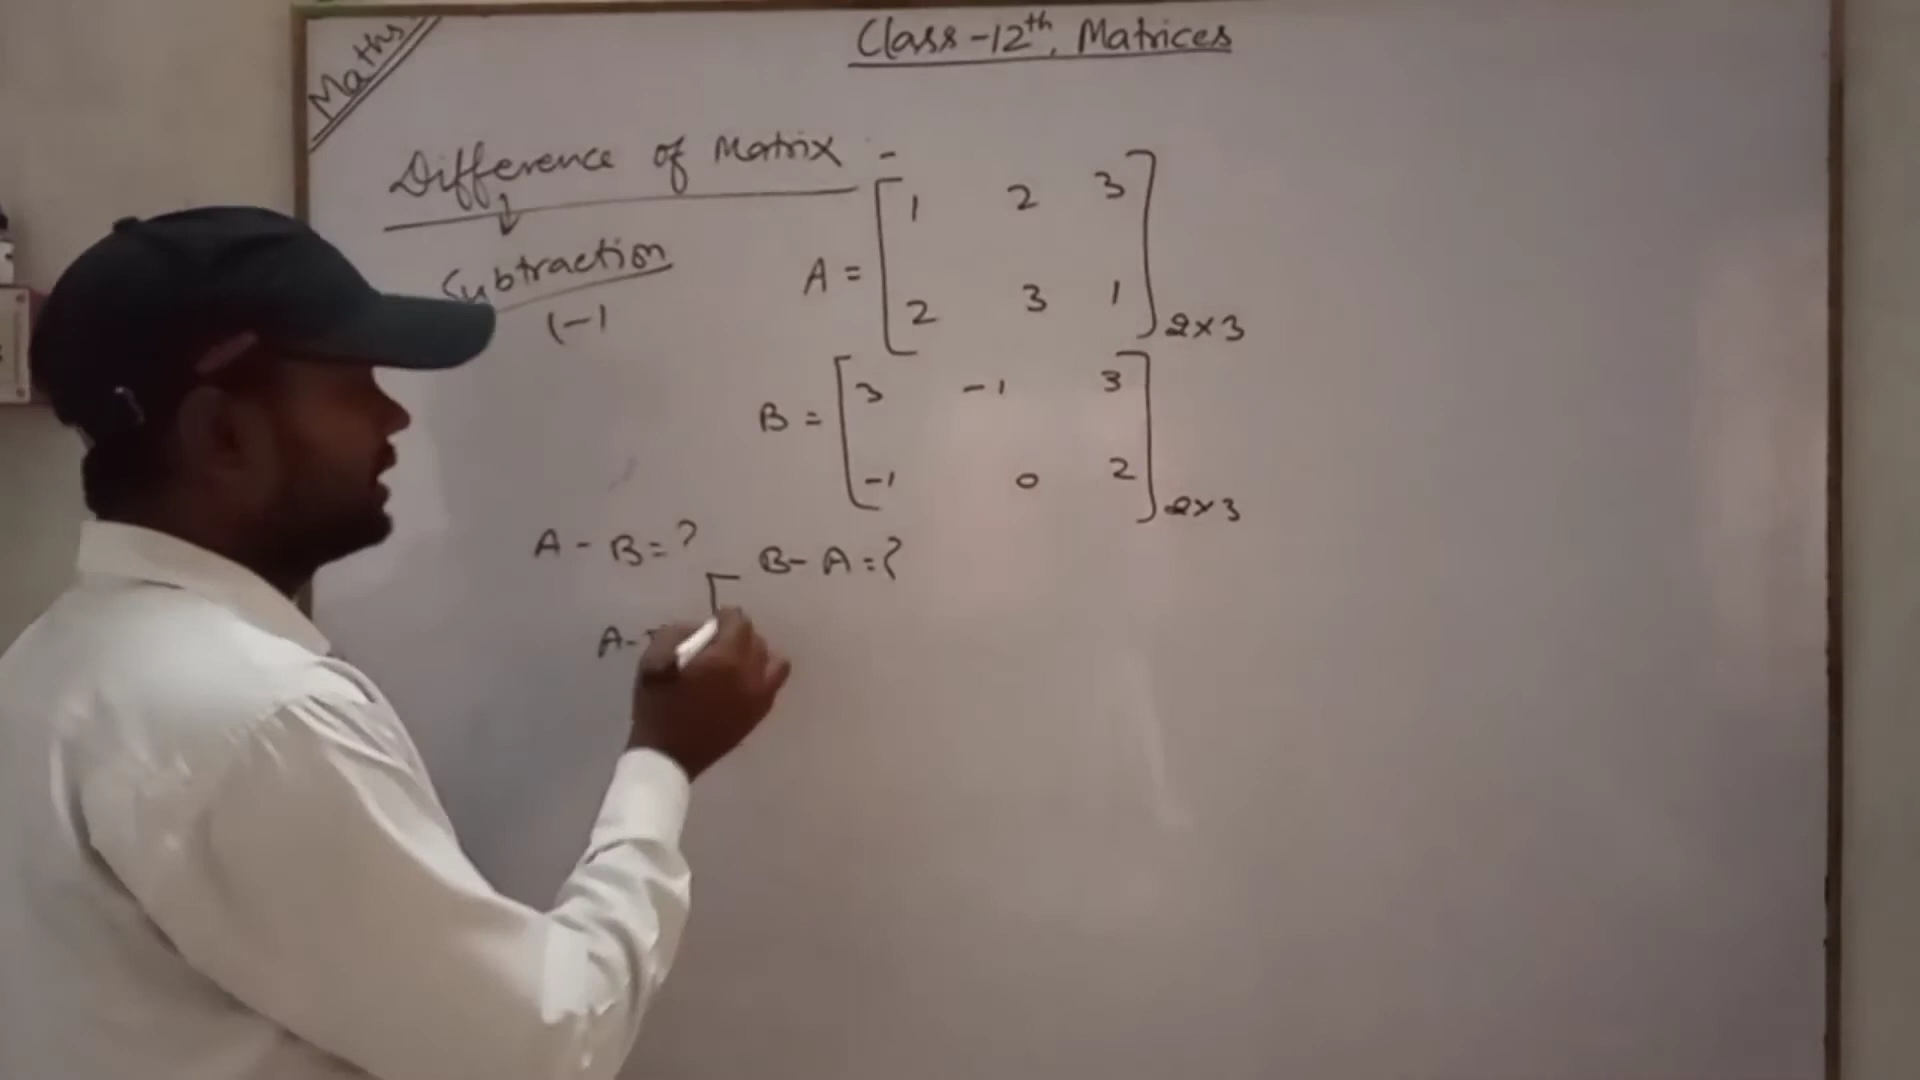 Maths
Class-12th, Matrices
Difference of Matrix :-
Subtraction
(-)
A = [1 2 3
2 3 1] 2×3
B = [3 -1 3
-1 0 2] 2×3
A - B = ?
B - A = ?
A -